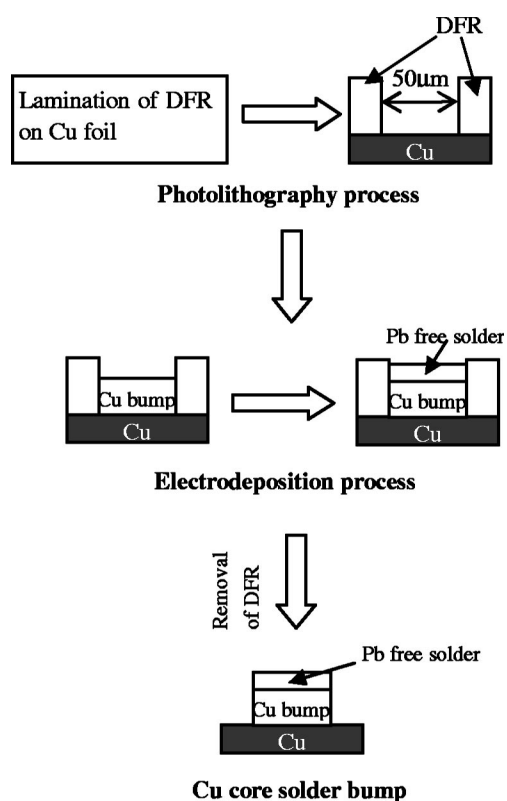 DFR
50μm
Lamination of DFR
on Cu foil
Cu
Photolithography process
Pb free solder
Cu bump
Cu bump
Cu
Cu
Electrodeposition process
Removal
of DFR
Pb free solder
Cu bump
Cu
Cu core solder bump